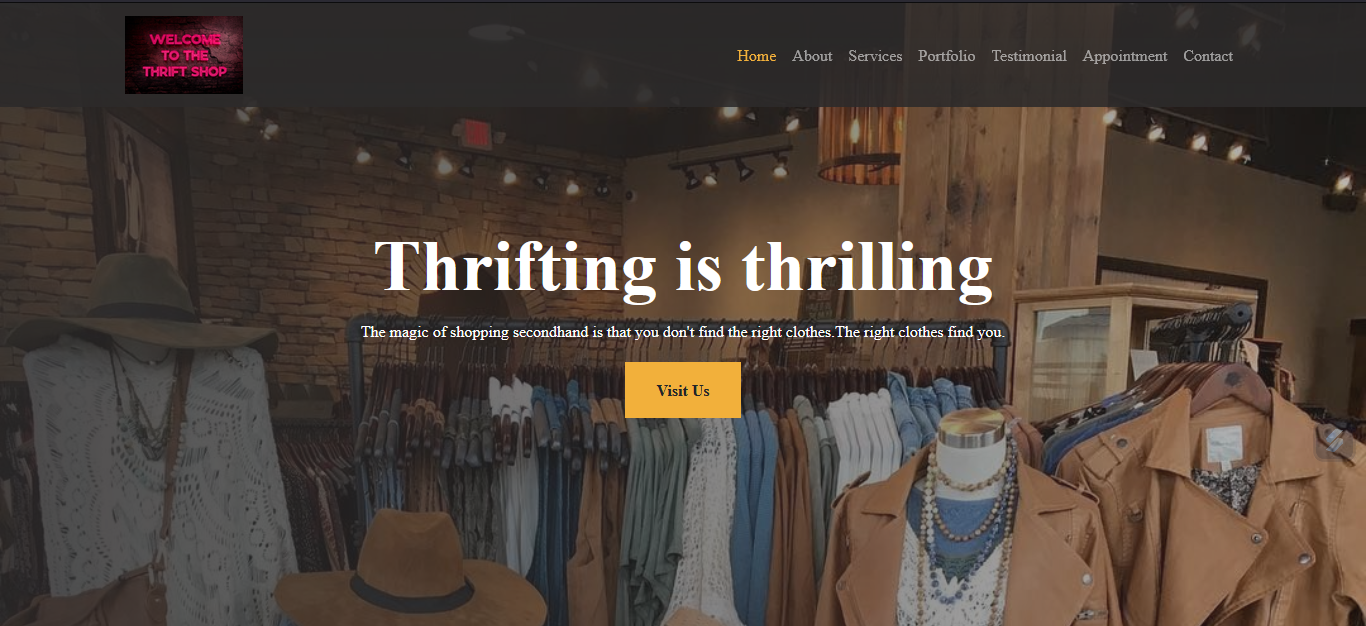 WELCOME
TO THE
THRIFT SHOP
Home About Services Portfolio Testimonial Appointment Contact
Thrifting is thrilling
The magic of shopping secondhand is that you don't find the right clothes.The right clothes find you.
Visit Us